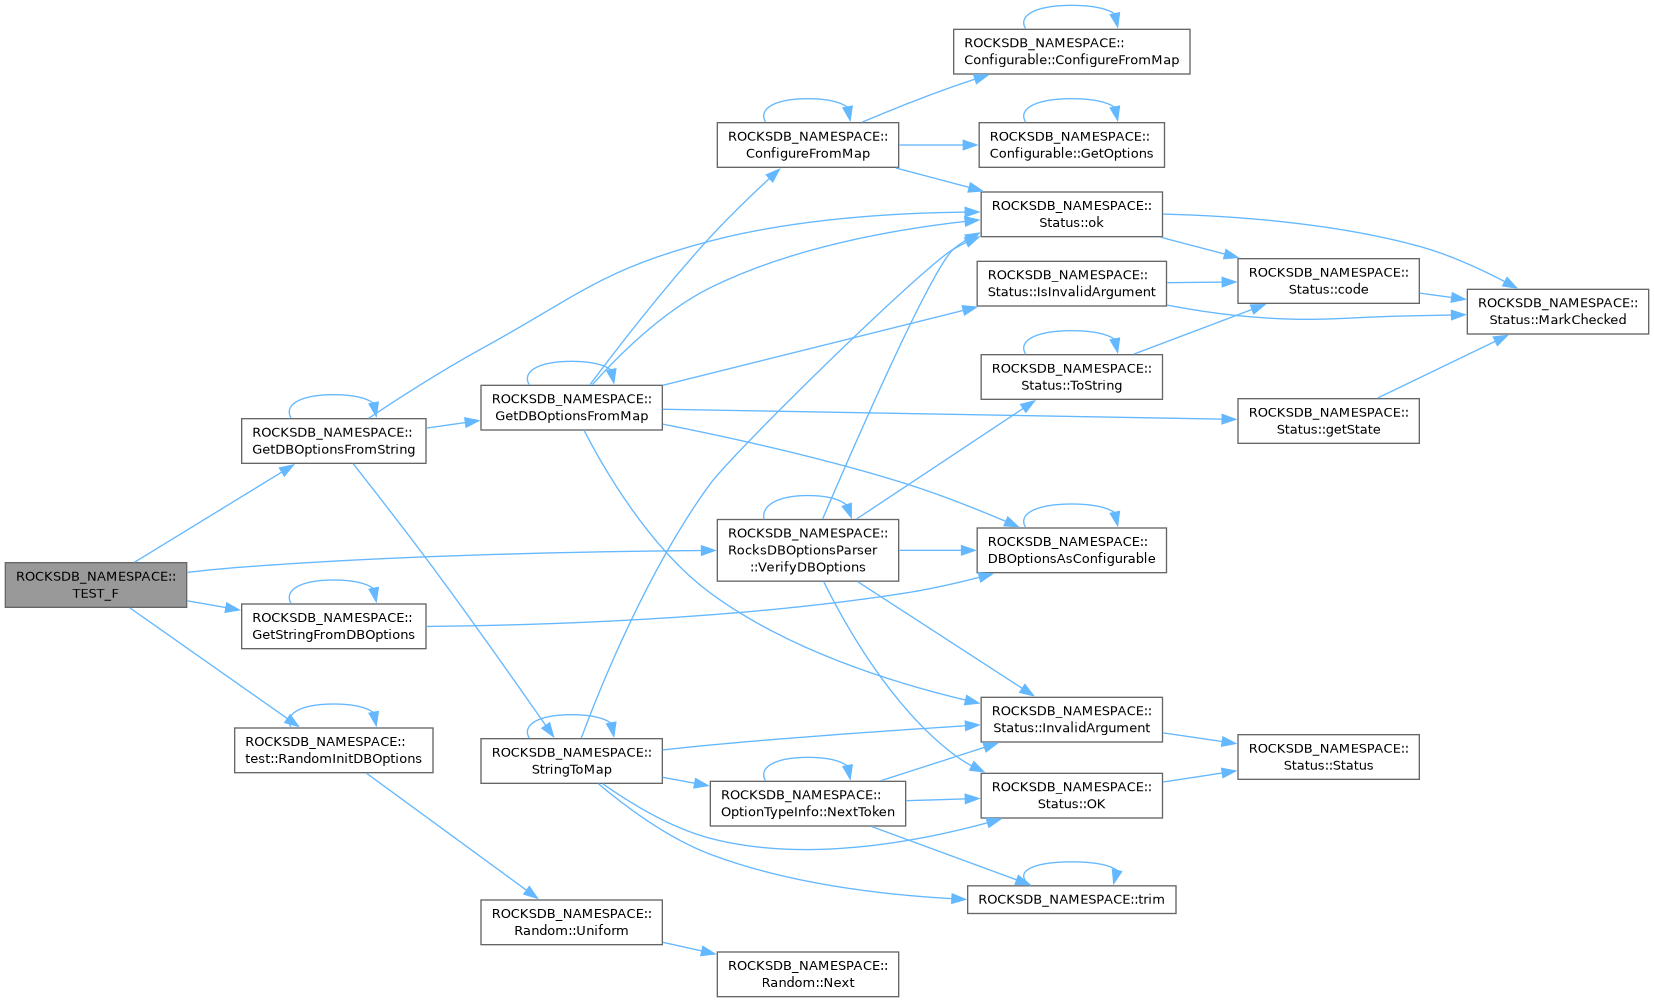 ROCKSDB_NAMESPACE::
Configurable::ConfigureFromMap
ROCKSDB_NAMESPACE::
ConfigureFromMap
ROCKSDB_NAMESPACE::
Configurable::GetOptions
ROCKSDB_NAMESPACE::
Status::ok
ROCKSDB_NAMESPACE::
Status::IsInvalidArgument
ROCKSDB_NAMESPACE::
Status::code
ROCKSDB_NAMESPACE::
Status::MarkChecked
ROCKSDB_NAMESPACE::
Status::ToString
ROCKSDB_NAMESPACE::
GetDBOptionsFromMap
ROCKSDB_NAMESPACE::
Status::getState
ROCKSDB_NAMESPACE::
GetDBOptionsFromString
ROCKSDB_NAMESPACE::
RocksDBOptionsParser
::VerifyDBOptions
ROCKSDB_NAMESPACE::
DBOptionsAsConfigurable
ROCKSDB_NAMESPACE::
TEST_F
ROCKSDB_NAMESPACE::
GetStringFromDBOptions
ROCKSDB_NAMESPACE::
Status::InvalidArgument
ROCKSDB_NAMESPACE::
test::RandomInitDBOptions
ROCKSDB_NAMESPACE::
StringToMap
ROCKSDB_NAMESPACE::
Status::Status
ROCKSDB_NAMESPACE::
OptionTypeInfo::NextToken
ROCKSDB_NAMESPACE::
Status::OK
ROCKSDB_NAMESPACE::trim
ROCKSDB_NAMESPACE::
Random::Uniform
ROCKSDB_NAMESPACE::
Random::Next